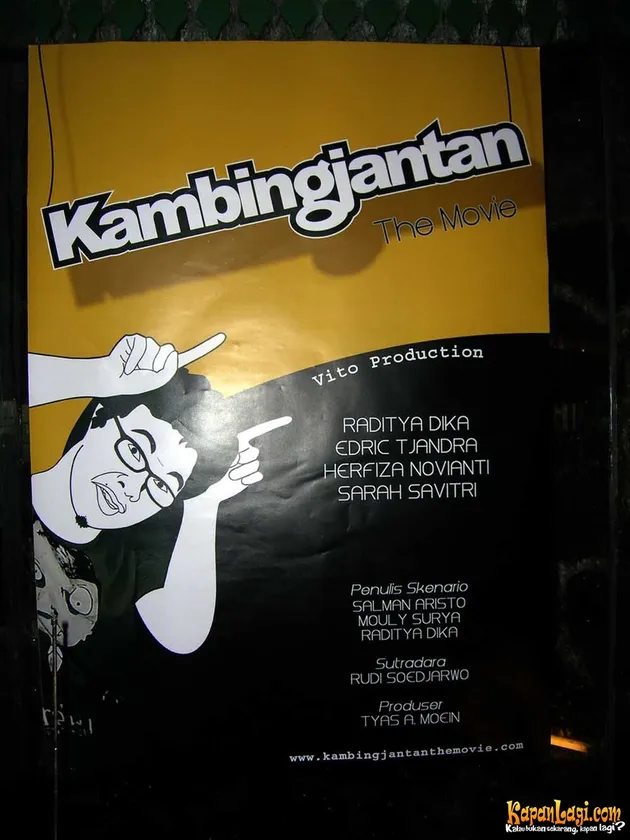 Kambingjantan
The Movie
Vito Production
RADITYA DIKA
EDRIC TJANDRA
HERFIZA NOVIANTI
SARAH SAVITRI
Penulis Skenario
SALMAN ARISTO
MOULY SURYA
RADITYA DIKA
Sutradara
RUDI SOEDJARWO
Produser
TYAS A. MOEIN
www.kambingjantanthemovie.com
KapanLagi.com
Kalau bukan sekarang, kapan lagi?